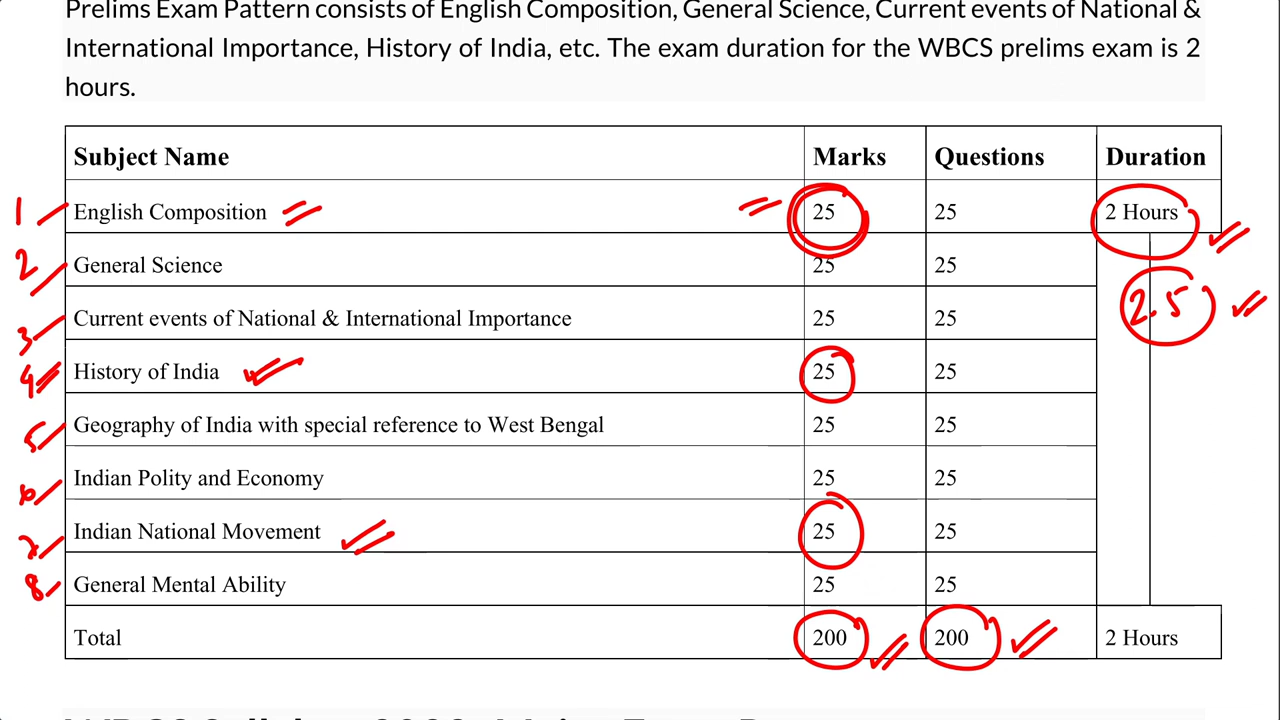 Prelims Exam Pattern consists of English Composition, General Science, Current events of National &
International Importance, History of India, etc. The exam duration for the WBCS prelims exam is 2
hours.
Subject Name Marks Questions Duration
1 English Composition 25 25 2 Hours
2 General Science 25 25
2.5
3 Current events of National & International Importance 25 25
4 History of India 25 25
5 Geography of India with special reference to West Bengal 25 25
6 Indian Polity and Economy 25 25
7 Indian National Movement 25 25
8 General Mental Ability 25 25
Total 200 200 2 Hours